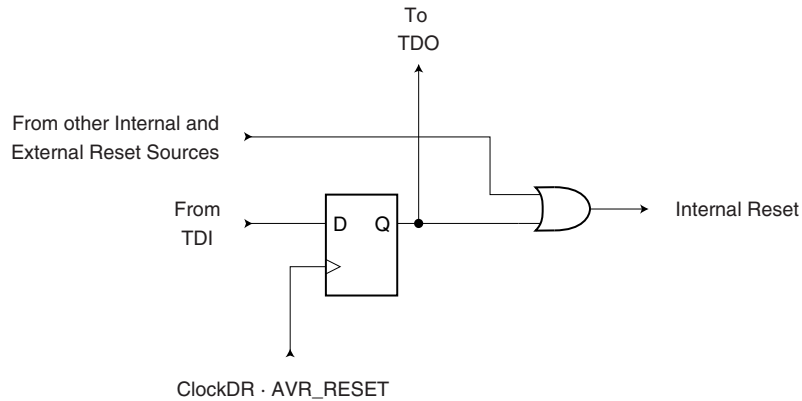 To
TDO
From other Internal and
External Reset Sources
From
TDI
D
Q
Internal Reset
ClockDR · AVR_RESET